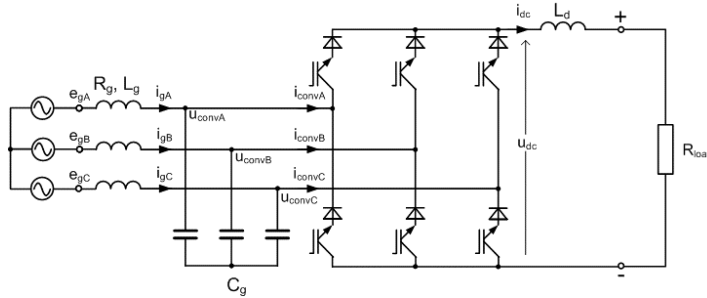 i_dc L_d +
e_gA R_g, L_g i_gA i_convA
u_convA
e_gB i_gB i_convB
u_convB
u_dc
R_loa
e_gC i_gC i_convC
u_convC
C_g
-